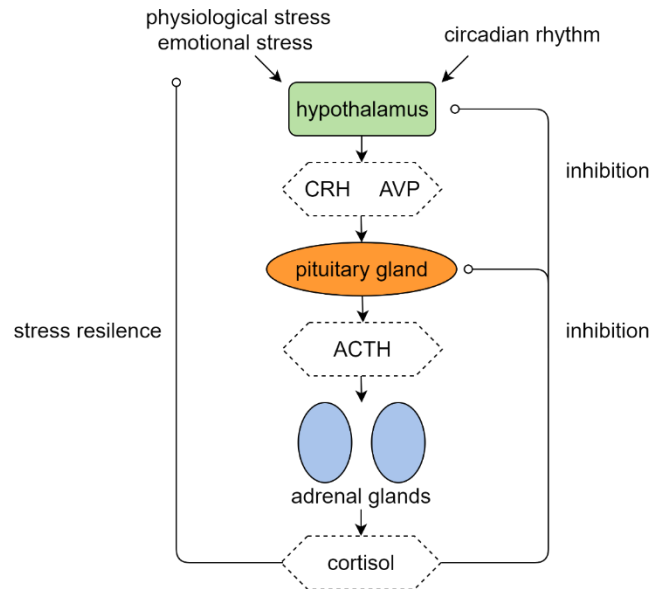 physiological stress
emotional stress
circadian rhythm
hypothalamus
CRH AVP
inhibition
pituitary gland
stress resilence
ACTH
inhibition
adrenal glands
cortisol